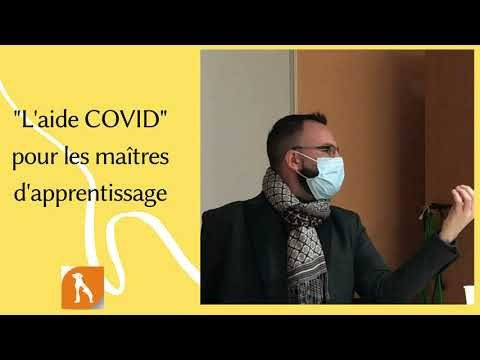 "L'aide COVID"
pour les maîtres
d'apprentissage